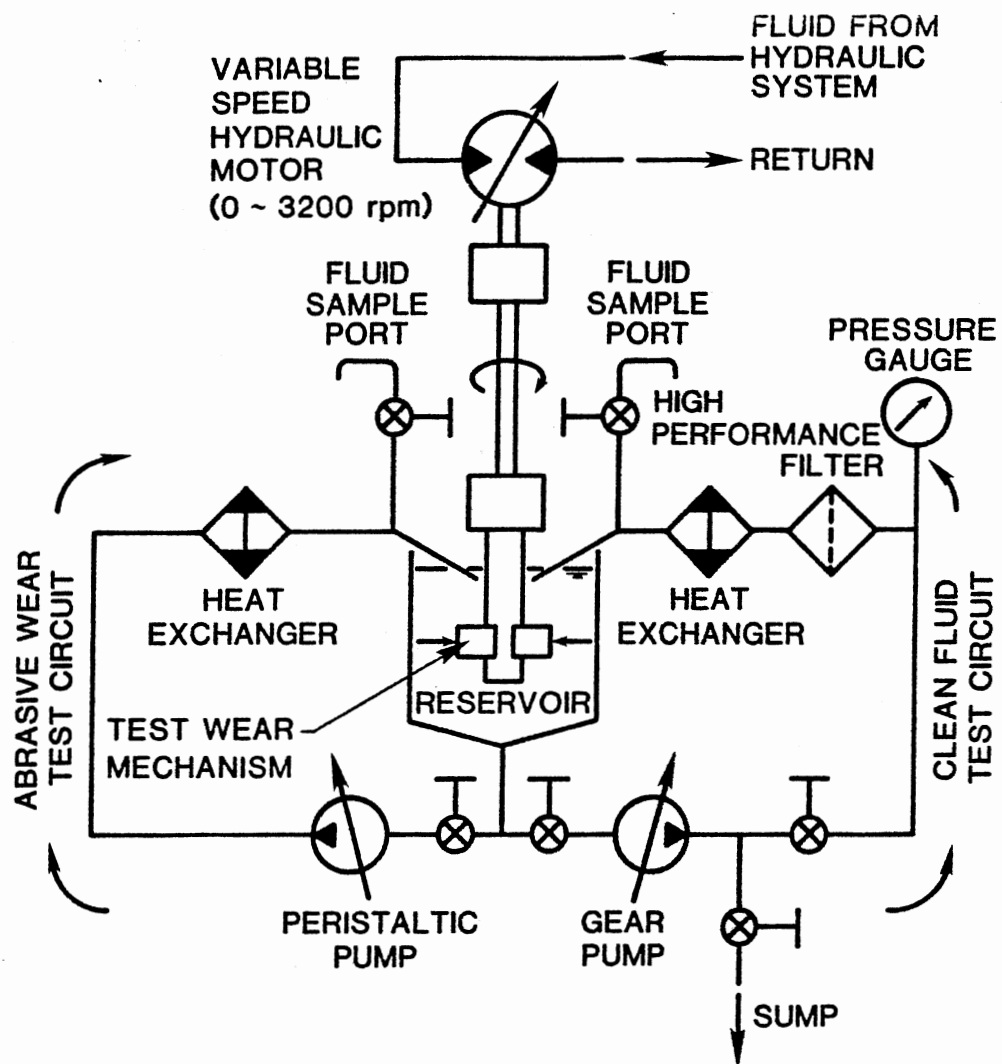 FLUID FROM
HYDRAULIC
SYSTEM
VARIABLE
SPEED
HYDRAULIC
MOTOR
(0 ~ 3200 rpm)
RETURN
FLUID
SAMPLE
PORT
FLUID
SAMPLE
PORT
PRESSURE
GAUGE
HIGH
PERFORMANCE
FILTER
ABRASIVE WEAR
TEST CIRCUIT
HEAT
EXCHANGER
HEAT
EXCHANGER
CLEAN FLUID
TEST CIRCUIT
RESERVOIR
TEST WEAR
MECHANISM
PERISTALTIC
PUMP
GEAR
PUMP
SUMP